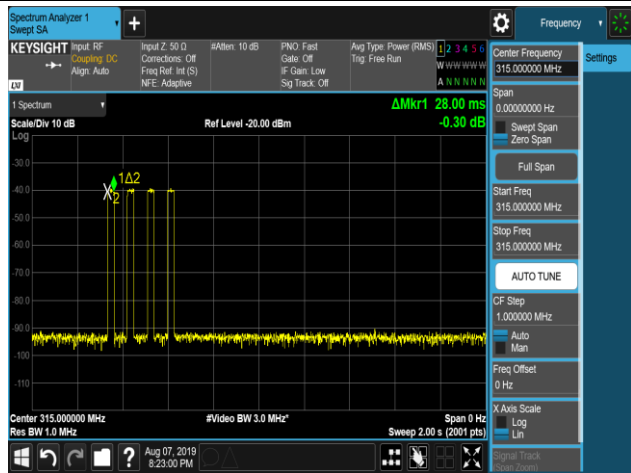 Spectrum Analyzer 1
Swept SA
+
Frequency
KEYSIGHT
Input: RF
Coupling: DC
Align: Auto
Input Z: 50 Ω
Corrections: Off
Freq Ref: Int (S)
NFE: Adaptive
#Atten: 10 dB
PNO: Fast
Gate: Off
IF Gain: Low
Sig Track: Off
Avg Type: Power (RMS)
Trig: Free Run
1 2 3 4 5 6
W W W W W W
A N N N N N
LXI
Center Frequency
315.000000 MHz
Settings
1 Spectrum
ΔMkr1 28.00 ms
-0.30 dB
Scale/Div 10 dB
Ref Level -20.00 dBm
Log
-30.0
-40.0
-50.0
-60.0
-70.0
-80.0
-90.0
-100
-110
1Δ2
X
2
Center 315.000000 MHz
Res BW 1.0 MHz
#Video BW 3.0 MHz*
Span 0 Hz
Sweep 2.00 s (2001 pts)
Span
0.00000000 Hz
Swept Span
Zero Span
Full Span
Start Freq
315.000000 MHz
Stop Freq
315.000000 MHz
AUTO TUNE
CF Step
1.000000 MHz
Auto
Man
Freq Offset
0 Hz
X Axis Scale
Log
Lin
Signal Track
(Span Zoom)
?
Aug 07, 2019
8:23:00 PM